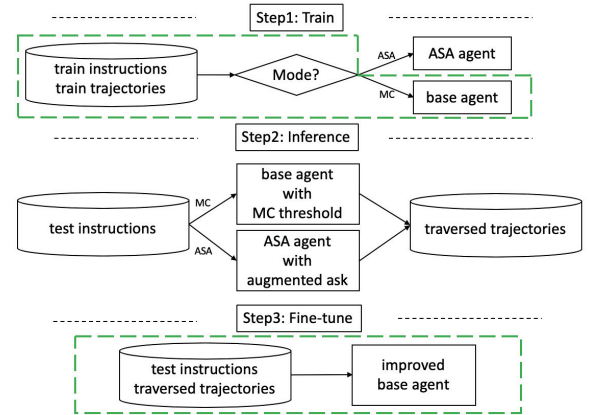 Step1: Train
train instructions
train trajectories
Mode?
ASA
ASA agent
MC
base agent
Step2: Inference
test instructions
MC
base agent
with
MC threshold
ASA
ASA agent
with
augmented ask
traversed trajectories
Step3: Fine-tune
test instructions
traversed trajectories
improved
base agent